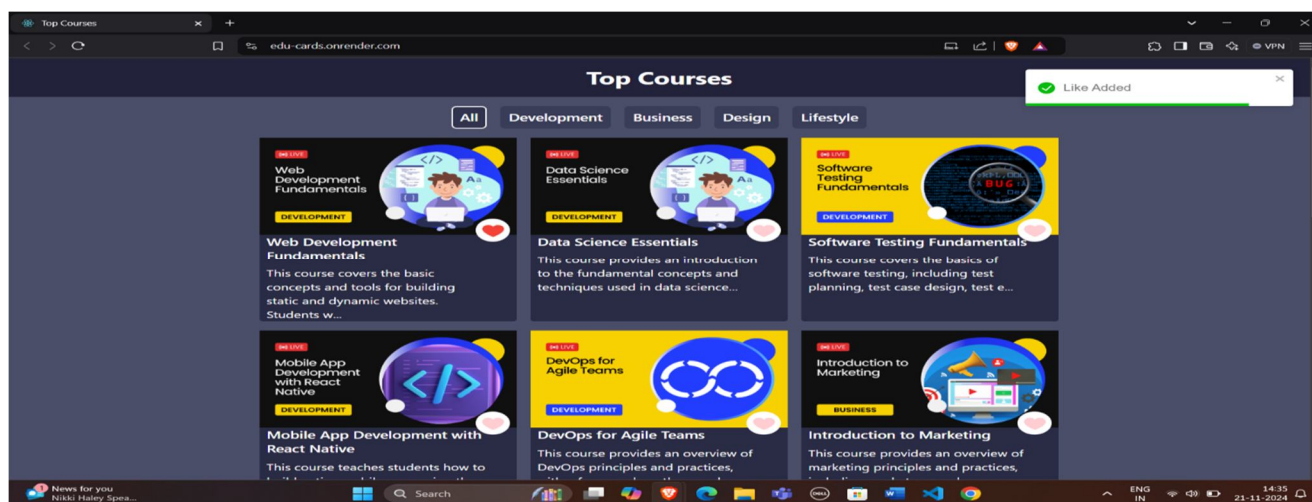 Top Courses
edu-cards.onrender.com
VPN
Top Courses
Like Added
All
Development
Business
Design
Lifestyle
LIVE
Web
Development
Fundamentals
DEVELOPMENT
Web Development
Fundamentals
This course covers the basic
concepts and tools for building
static and dynamic websites.
Students w...
LIVE
Data Science
Essentials
Aa
DEVELOPMENT
Data Science Essentials
This course provides an introduction
to the fundamental concepts and
techniques used in data science...
LIVE
Software
Testing
Fundamentals
BUG
DEVELOPMENT
Software Testing Fundamentals
This course covers the basics of
software testing, including test
planning, test case design, test e...
LIVE
Mobile App
Development
with React
Native
DEVELOPMENT
Mobile App Development with
React Native
This course teaches students how to
LIVE
DevOps for
Agile Teams
DEVELOPMENT
DevOps for Agile Teams
This course provides an overview of
DevOps principles and practices,
LIVE
Introduction to
Marketing
BUSINESS
Introduction to Marketing
This course provides an overview of
marketing principles and practices,
1
News for you
Nikki Haley Spea...
Search
ENG
IN
14:35
21-11-2024